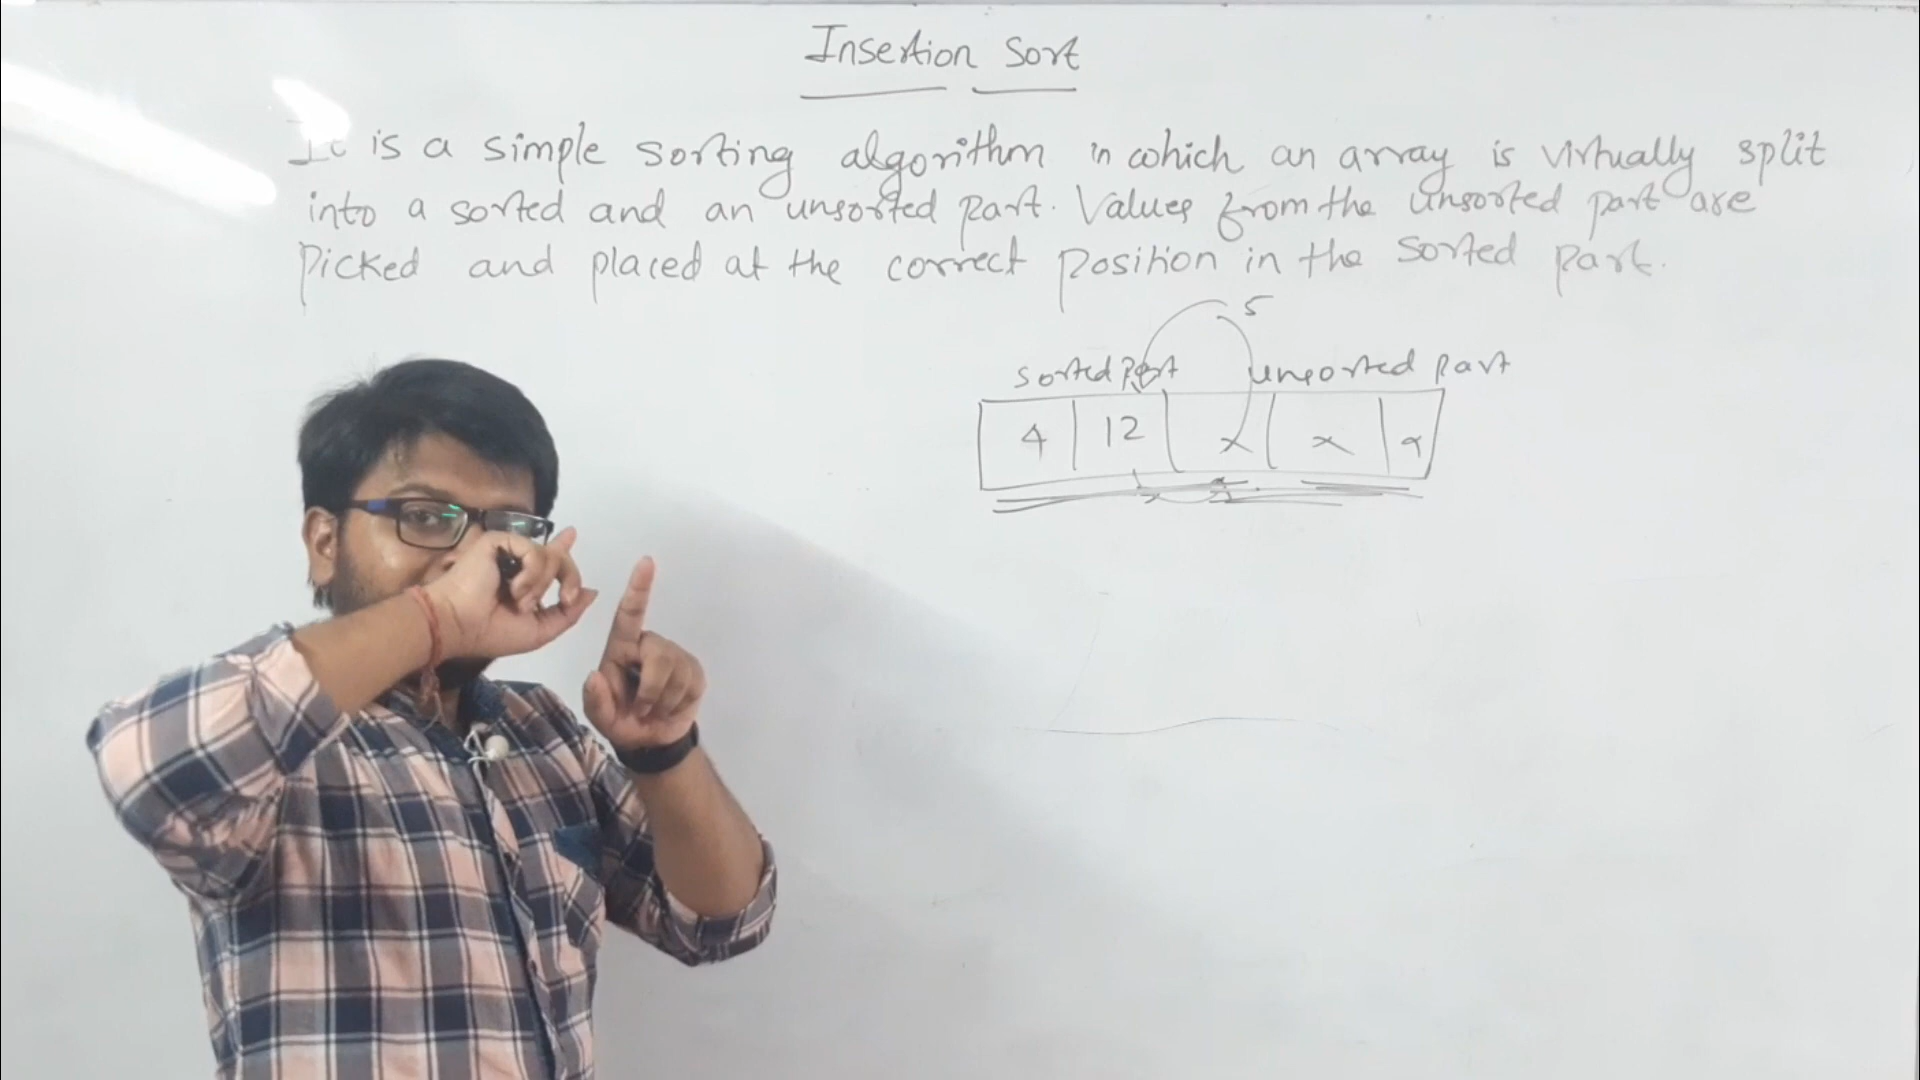 Insertion Sort
It is a simple sorting algorithm in which an array is virtually split
into a sorted and an unsorted part. Values from the unsorted part are
Picked and placed at the correct position in the sorted part.
5
sorted part unsorted part
4 12 x x x